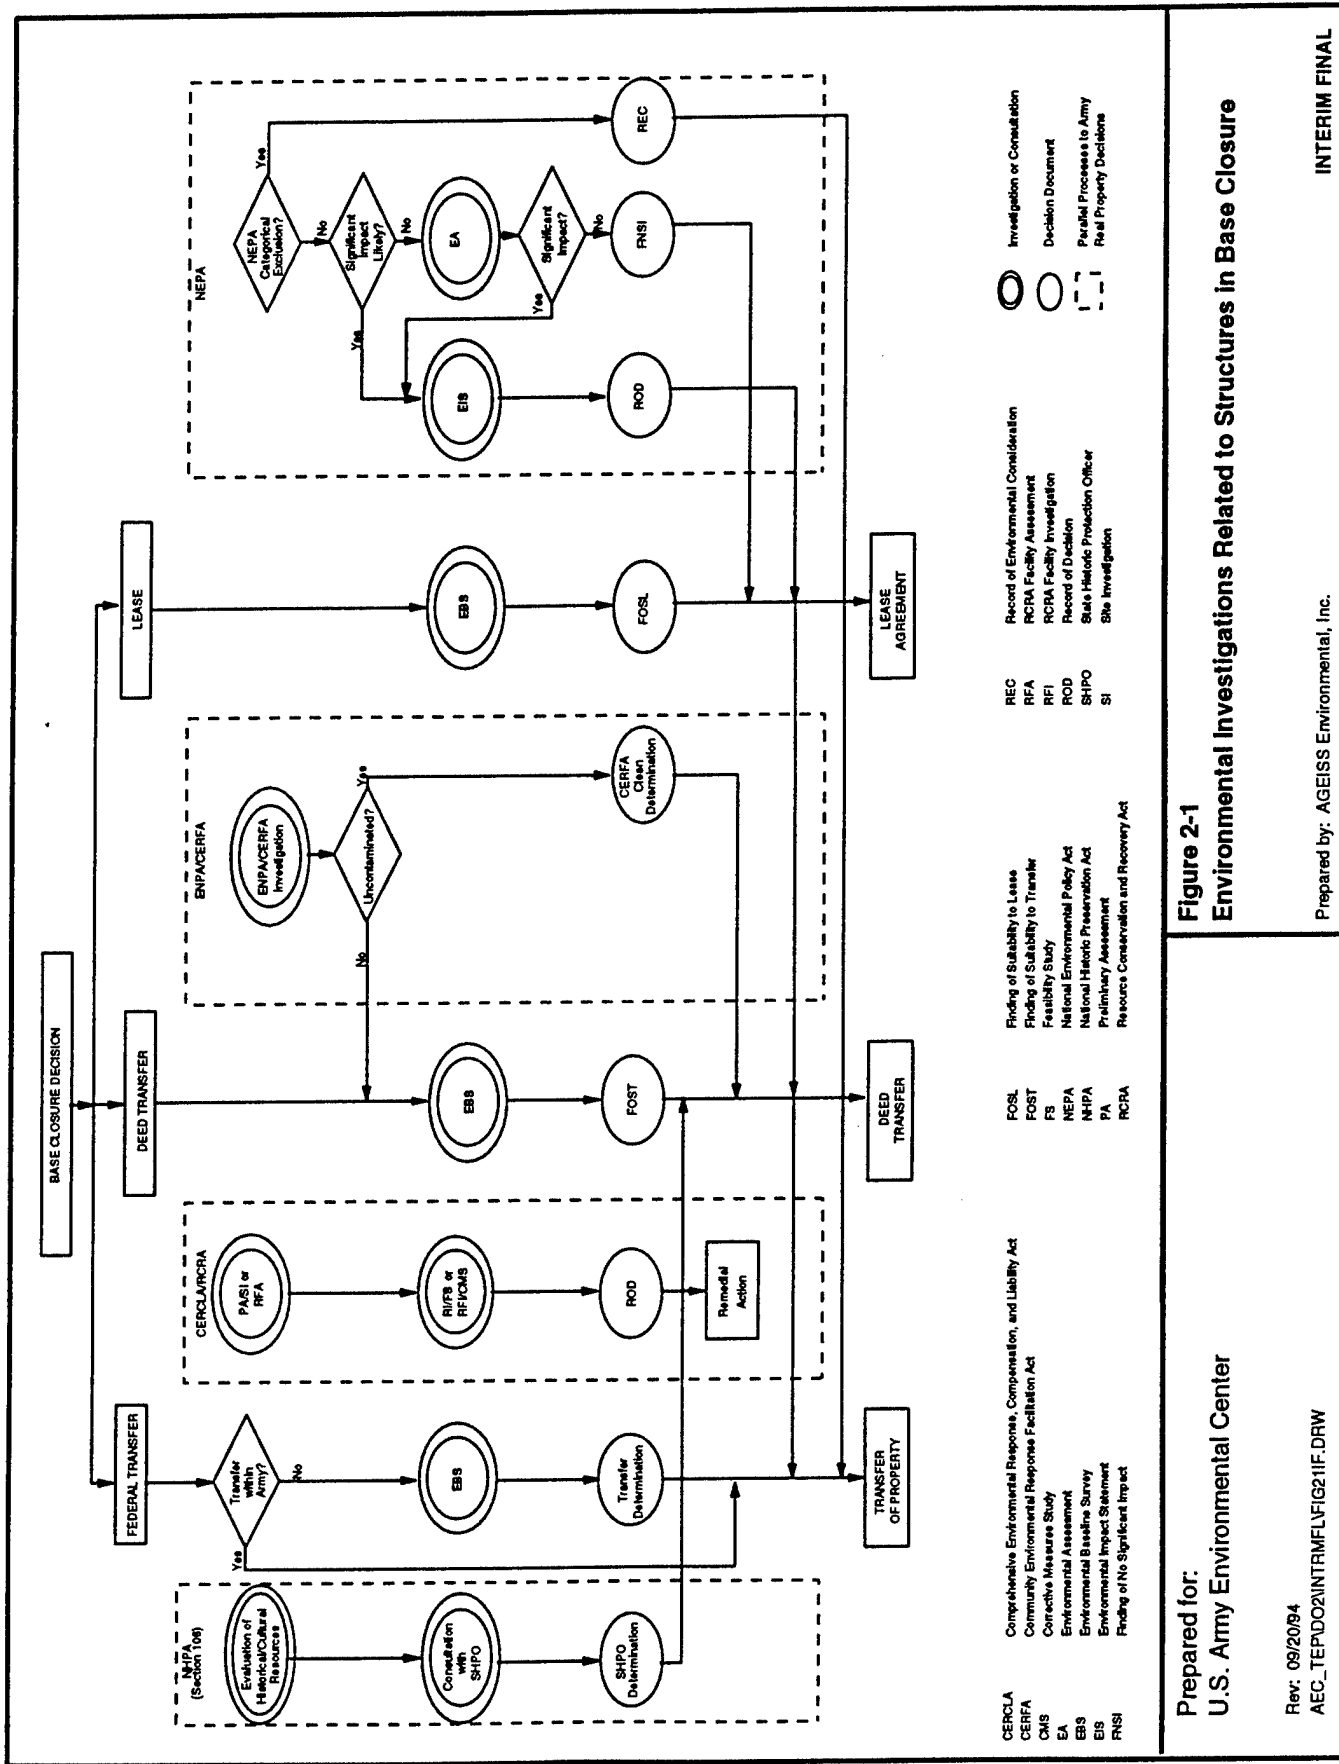 BASE CLOSURE DECISION
FEDERAL TRANSFER
DEED TRANSFER
LEASE
NHPA
(Section 106)
Evaluation of
Historical/Cultural
Resources
Consultation
with
SHPO
SHPO
Determination
Transfer
within
Army?
Yes
No
EBS
Transfer
Determination
TRANSFER
OF PROPERTY
CERCLA/RCRA
PA/SI or
RFA
RI/FS or
RFI/CMS
ROD
Remedial
Action
EBS
FOST
DEED
TRANSFER
ENPA/CERFA
ENPA/CERFA
Investigation
Uncontaminated?
No
Yes
CERFA
Clean
Determination
EBS
FOSL
LEASE
AGREEMENT
NEPA
NEPA
Categorical
Exclusion?
Yes
No
Significant
Impact
Likely?
Yes
No
EIS
EA
Significant
Impact?
Yes
No
ROD
FNSI
REC
CERCLA Comprehensive Environmental Response, Compensation, and Liability Act
CERFA Community Environmental Response Facilitation Act
CMS Corrective Measures Study
EA Environmental Assessment
EBS Environmental Baseline Survey
EIS Environmental Impact Statement
FNSI Finding of No Significant Impact
FOSL Finding of Suitability to Lease
FOST Finding of Suitability to Transfer
FS Feasibility Study
NEPA National Environmental Policy Act
NHPA National Historic Preservation Act
PA Preliminary Assessment
RCRA Resource Conservation and Recovery Act
REC Record of Environmental Consideration
RFA RCRA Facility Assessment
RFI RCRA Facility Investigation
ROD Record of Decision
SHPO State Historic Protection Officer
SI Site Investigation
Investigation or Consultation
Decision Document
Parallel Processes to Army
Real Property Decisions
Prepared for:
U.S. Army Environmental Center
Rev: 09/20/94
AEC_TEP\DO2\INTRMFL\FIG21IF.DRW
Figure 2-1
Environmental Investigations Related to Structures in Base Closure
Prepared by: AGEISS Environmental, Inc.
INTERIM FINAL